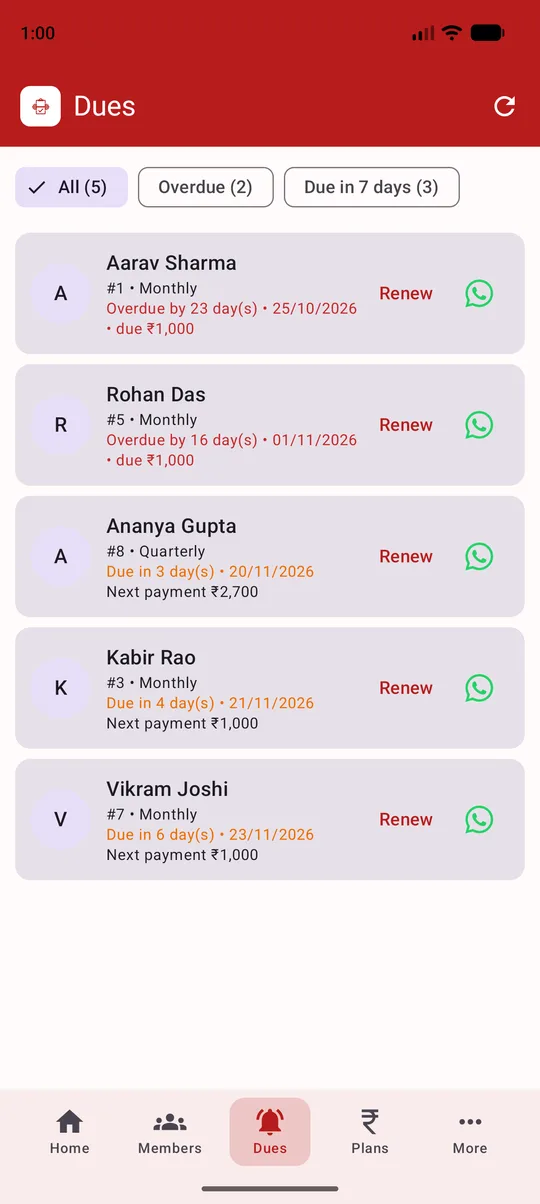 1:00
Dues
All (5)
Overdue (2)
Due in 7 days (3)
A
Aarav Sharma
#1 • Monthly
Overdue by 23 day(s) • 25/10/2026
• due ₹1,000
Renew
R
Rohan Das
#5 • Monthly
Overdue by 16 day(s) • 01/11/2026
• due ₹1,000
Renew
A
Ananya Gupta
#8 • Quarterly
Due in 3 day(s) • 20/11/2026
Next payment ₹2,700
Renew
K
Kabir Rao
#3 • Monthly
Due in 4 day(s) • 21/11/2026
Next payment ₹1,000
Renew
V
Vikram Joshi
#7 • Monthly
Due in 6 day(s) • 23/11/2026
Next payment ₹1,000
Renew
Home
Members
Dues
Plans
More